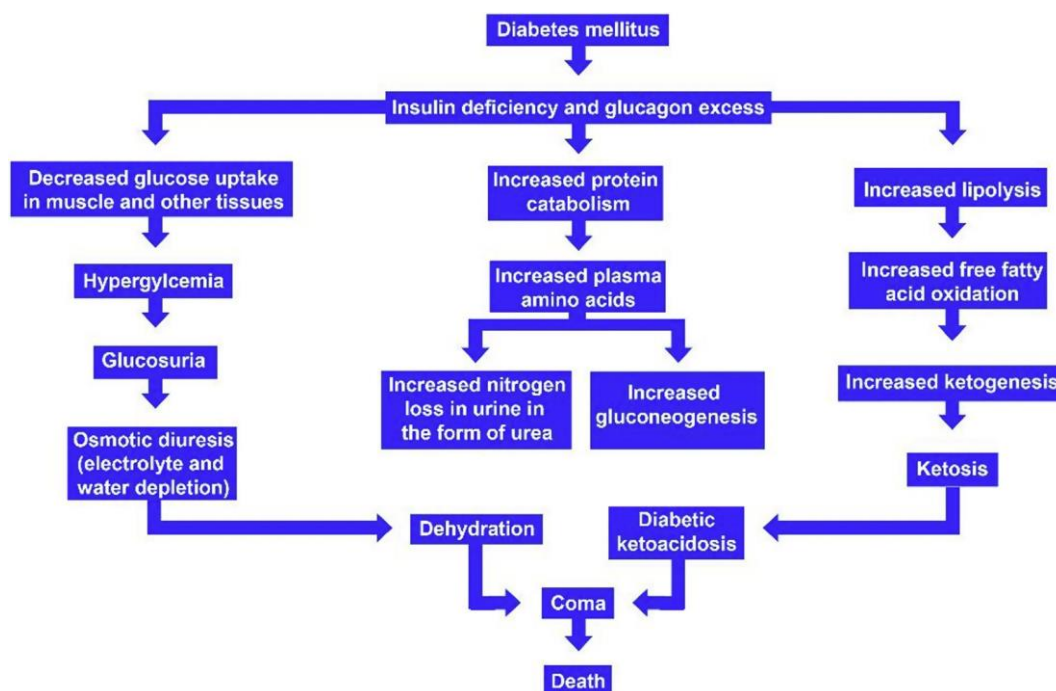 Diabetes mellitus
Insulin deficiency and glucagon excess
Decreased glucose uptake
in muscle and other tissues
Hypergylcemia
Glucosuria
Osmotic diuresis
(electrolyte and
water depletion)
Increased protein
catabolism
Increased plasma
amino acids
Increased nitrogen
loss in urine in
the form of urea
Increased
gluconeogenesis
Increased lipolysis
Increased free fatty
acid oxidation
Increased ketogenesis
Ketosis
Dehydration
Diabetic
ketoacidosis
Coma
Death